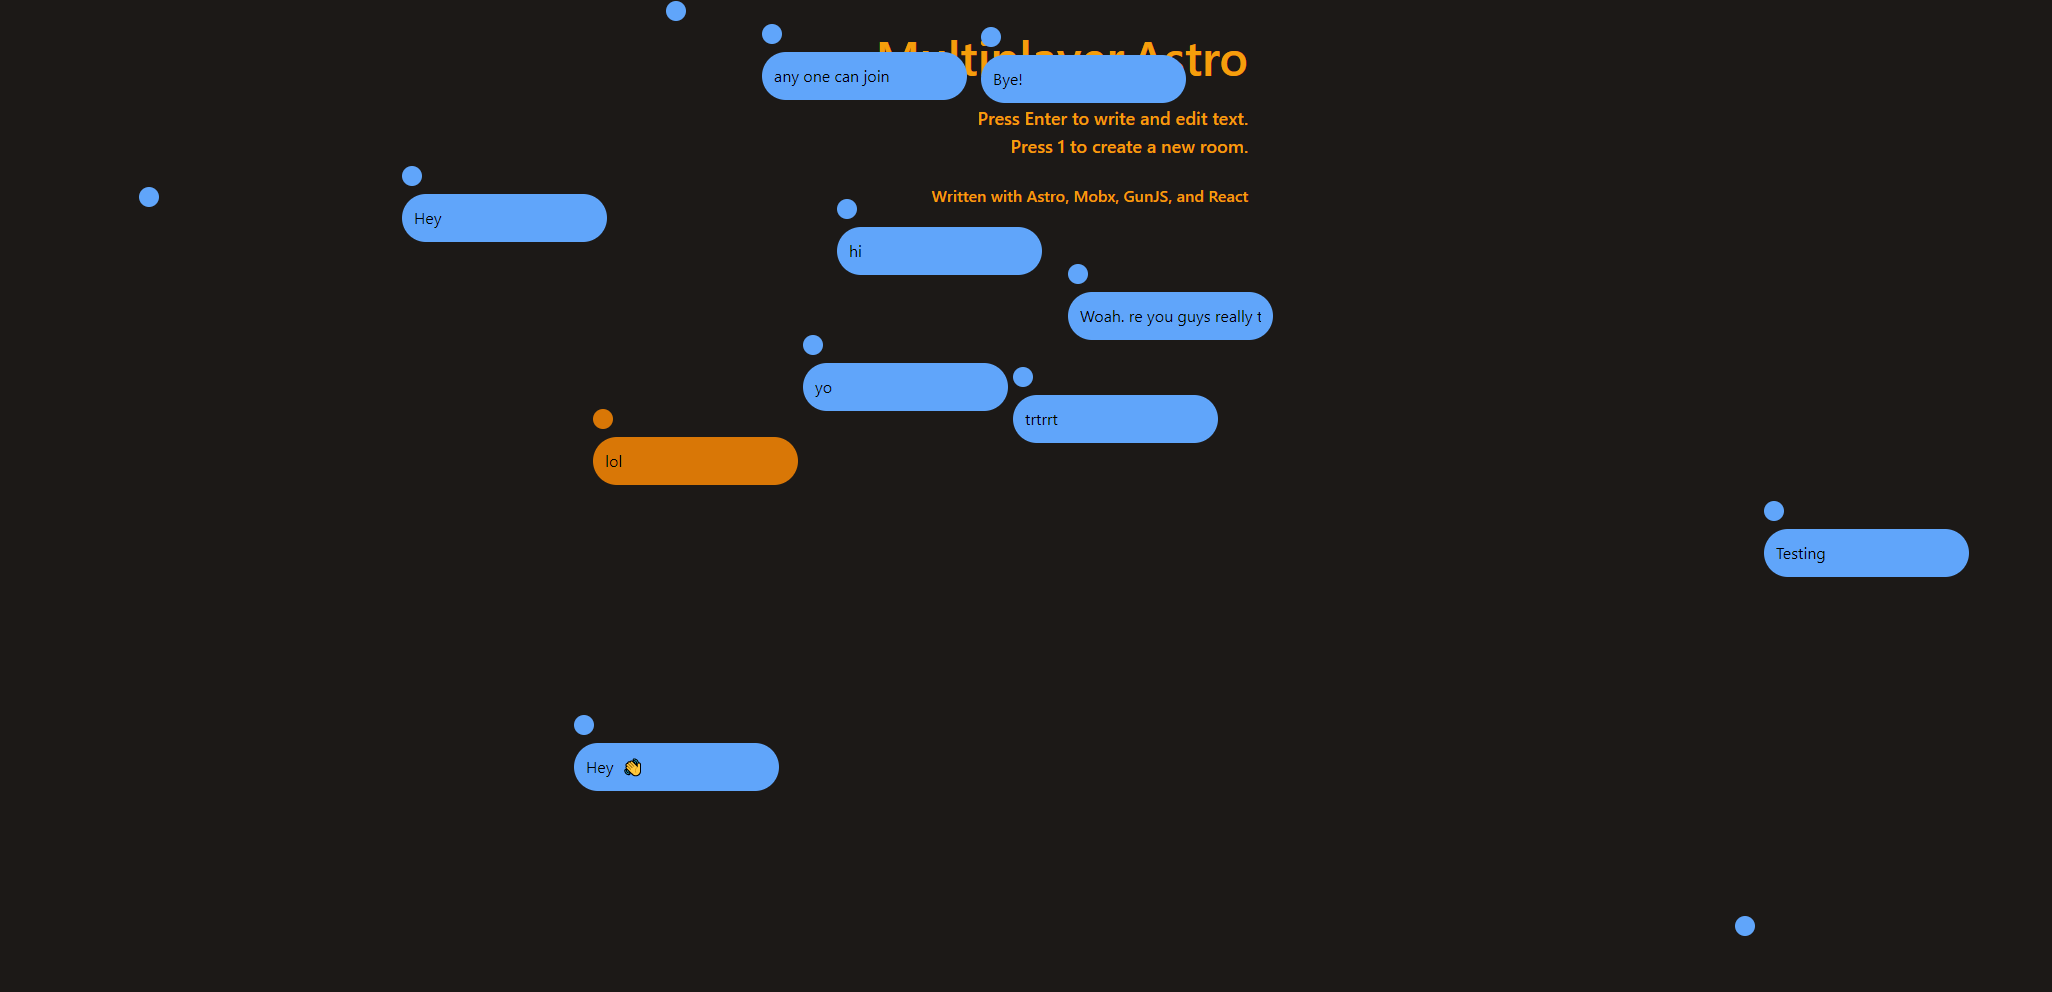 Multiplayer Astro
any one can join
Bye!
Press Enter to write and edit text.
Press 1 to create a new room.
Written with Astro, Mobx, GunJS, and React
Hey
hi
Woah. re you guys really t
yo
trtrrt
lol
Testing
Hey 👏